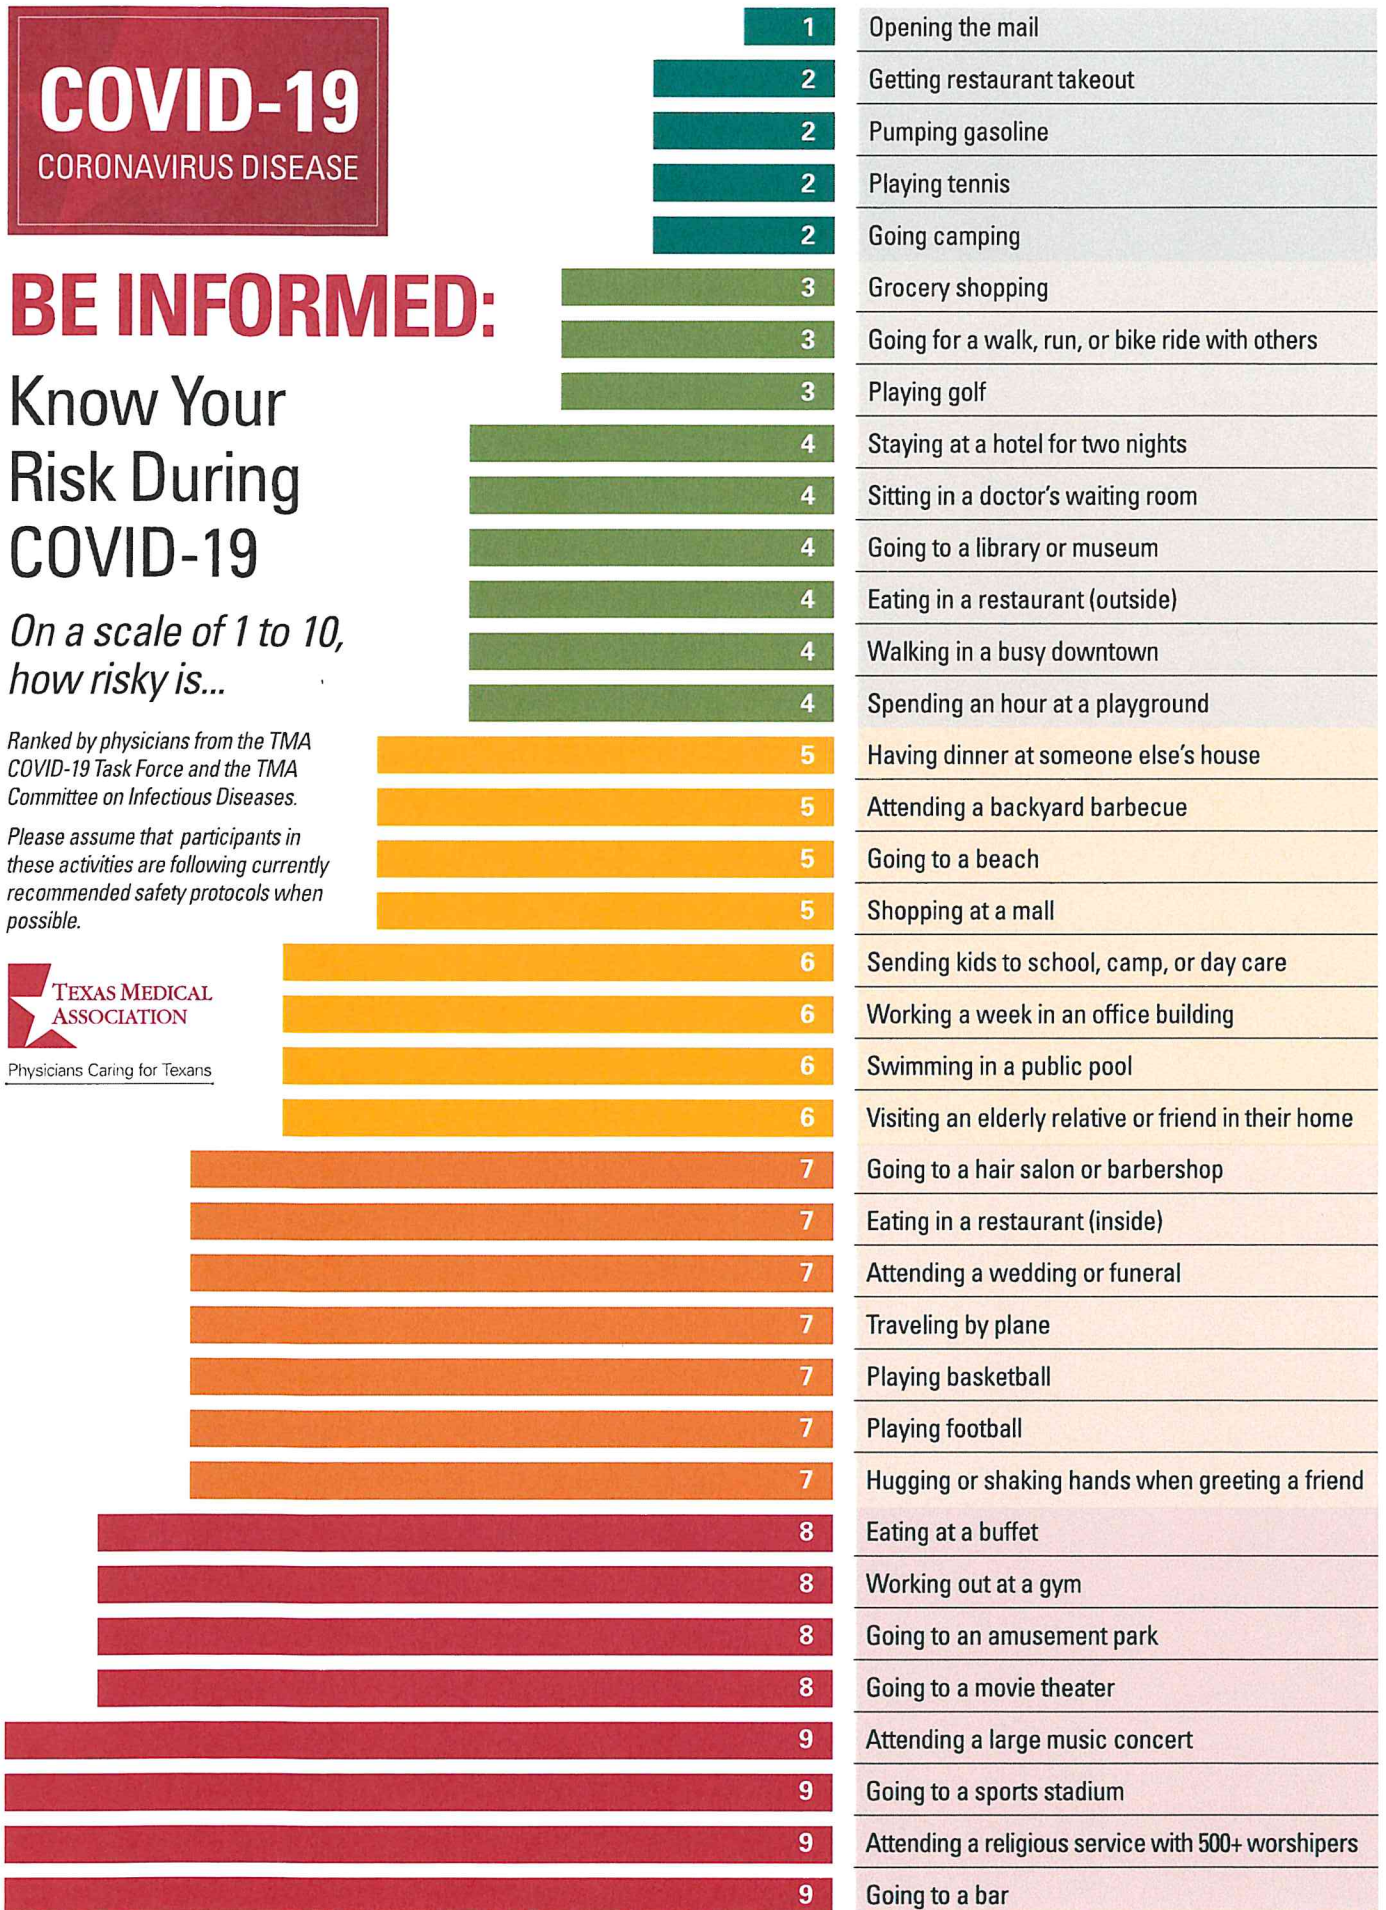 COVID-19
CORONAVIRUS DISEASE
BE INFORMED:
Know Your
Risk During
COVID-19
On a scale of 1 to 10,
how risky is...
Ranked by physicians from the TMA
COVID-19 Task Force and the TMA
Committee on Infectious Diseases.
Please assume that participants in
these activities are following currently
recommended safety protocols when
possible.
TEXAS MEDICAL
ASSOCIATION
Physicians Caring for Texans
1 Opening the mail
2 Getting restaurant takeout
2 Pumping gasoline
2 Playing tennis
2 Going camping
3 Grocery shopping
3 Going for a walk, run, or bike ride with others
3 Playing golf
4 Staying at a hotel for two nights
4 Sitting in a doctor's waiting room
4 Going to a library or museum
4 Eating in a restaurant (outside)
4 Walking in a busy downtown
4 Spending an hour at a playground
5 Having dinner at someone else's house
5 Attending a backyard barbecue
5 Going to a beach
5 Shopping at a mall
6 Sending kids to school, camp, or day care
6 Working a week in an office building
6 Swimming in a public pool
6 Visiting an elderly relative or friend in their home
7 Going to a hair salon or barbershop
7 Eating in a restaurant (inside)
7 Attending a wedding or funeral
7 Traveling by plane
7 Playing basketball
7 Playing football
7 Hugging or shaking hands when greeting a friend
8 Eating at a buffet
8 Working out at a gym
8 Going to an amusement park
8 Going to a movie theater
9 Attending a large music concert
9 Going to a sports stadium
9 Attending a religious service with 500+ worshipers
9 Going to a bar